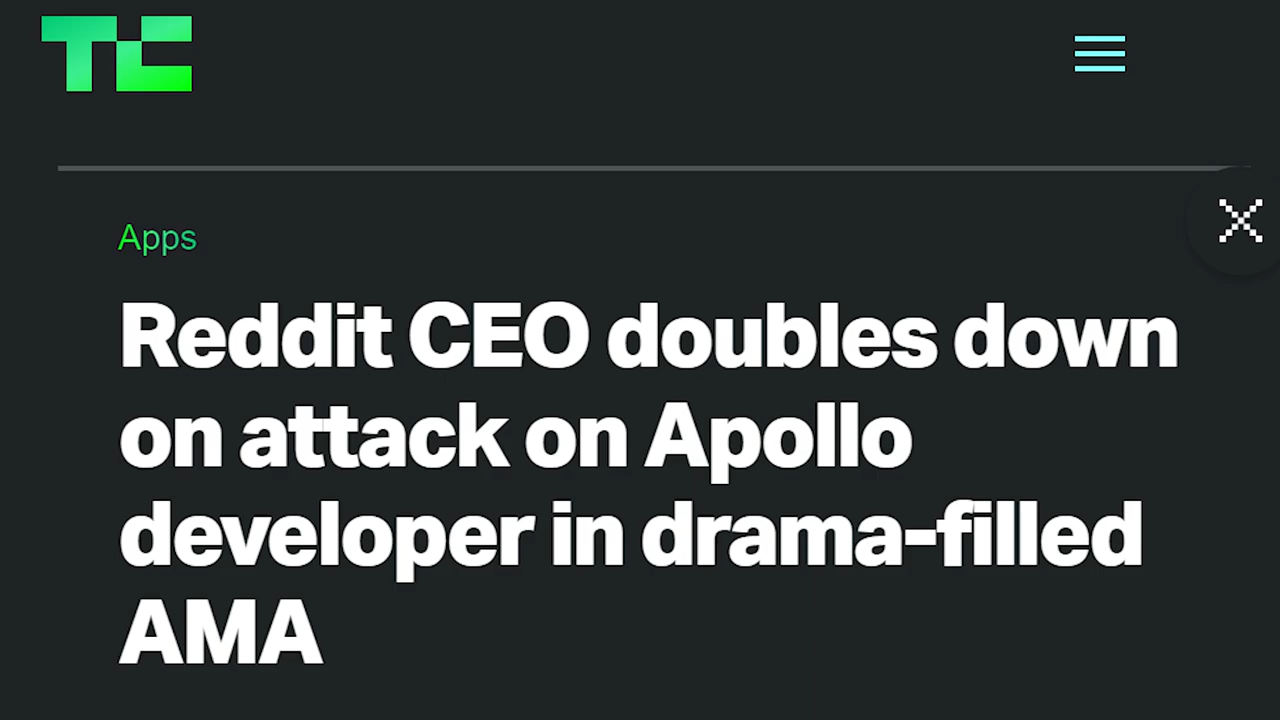 TC
Apps
Reddit CEO doubles down
on attack on Apollo
developer in drama-filled
AMA